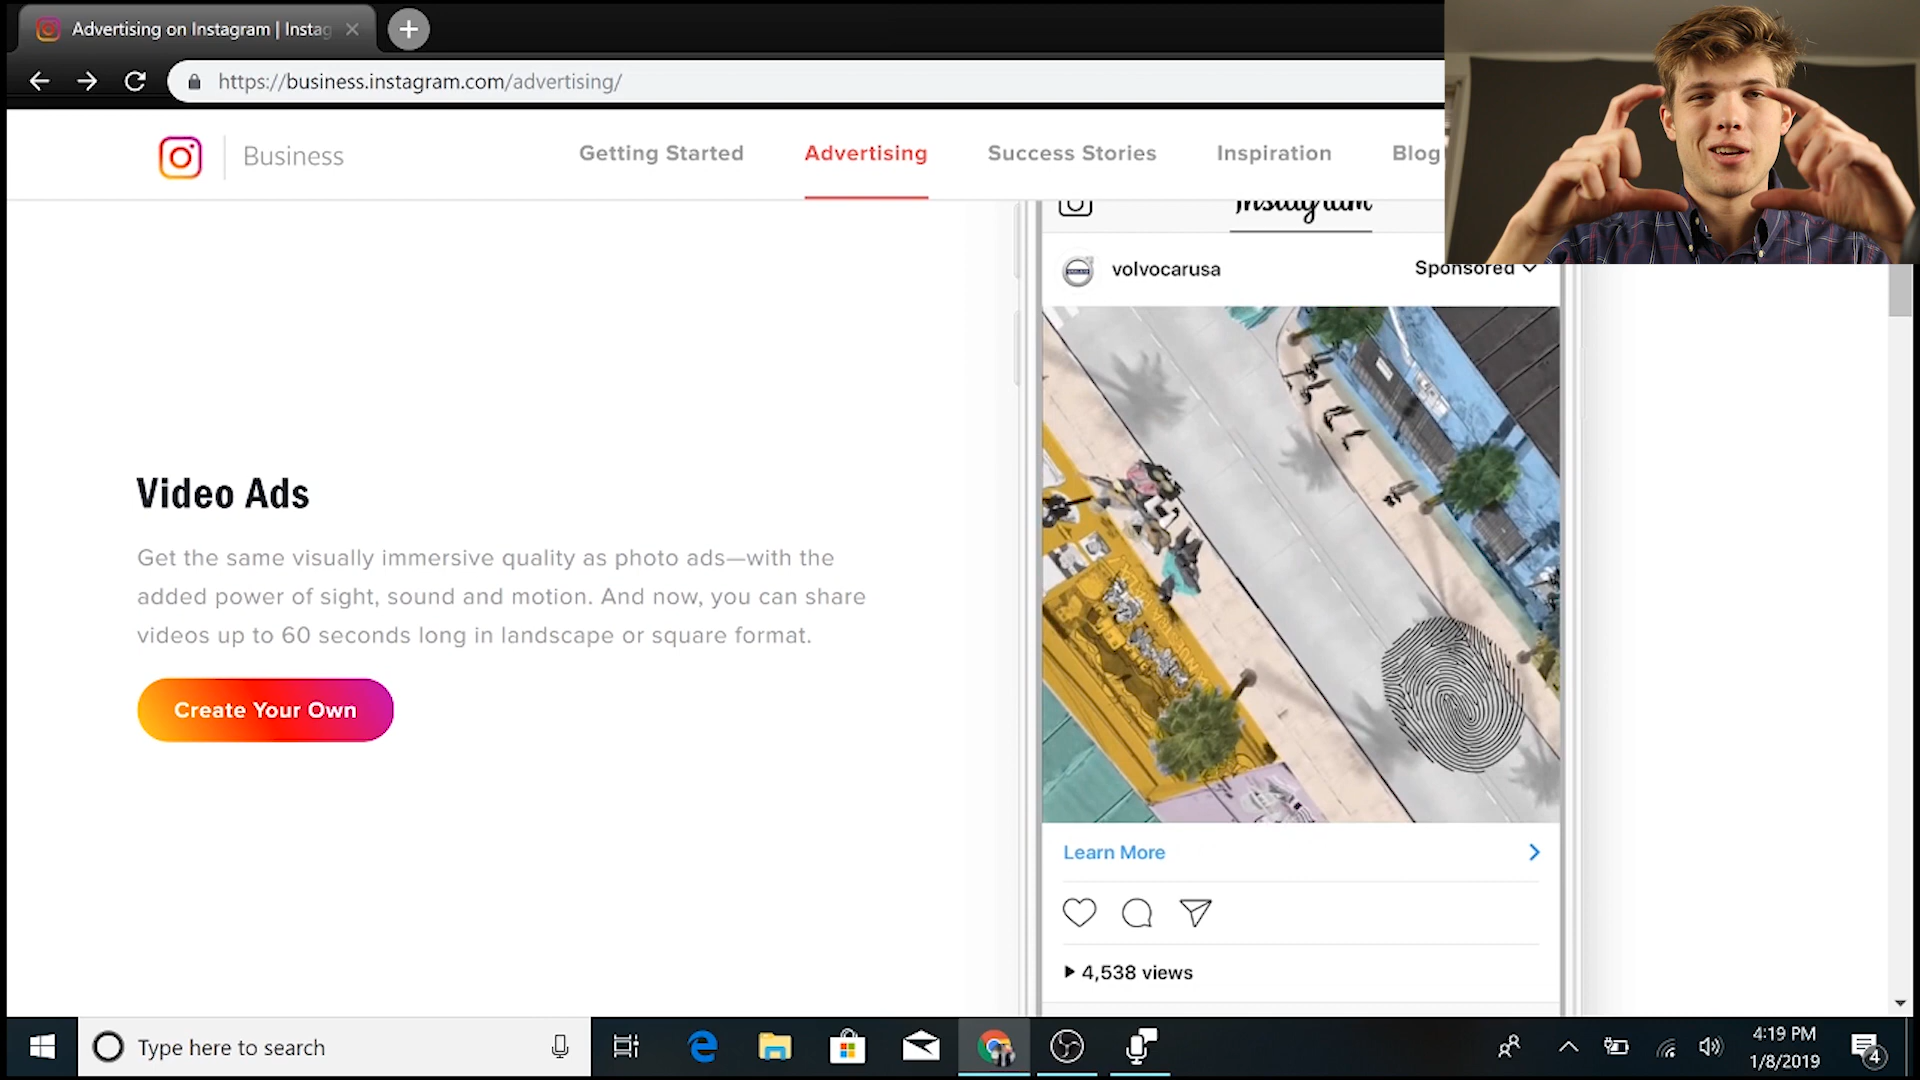 Advertising on Instagram | Instag
https://business.instagram.com/advertising/
Business
Getting Started
Advertising
Success Stories
Inspiration
Blog
Instagram
volvocarusa
Sponsored
Video Ads
Get the same visually immersive quality as photo ads—with the
added power of sight, sound and motion. And now, you can share
videos up to 60 seconds long in landscape or square format.
Create Your Own
Learn More
4,538 views
Type here to search
4:19 PM
1/8/2019
4